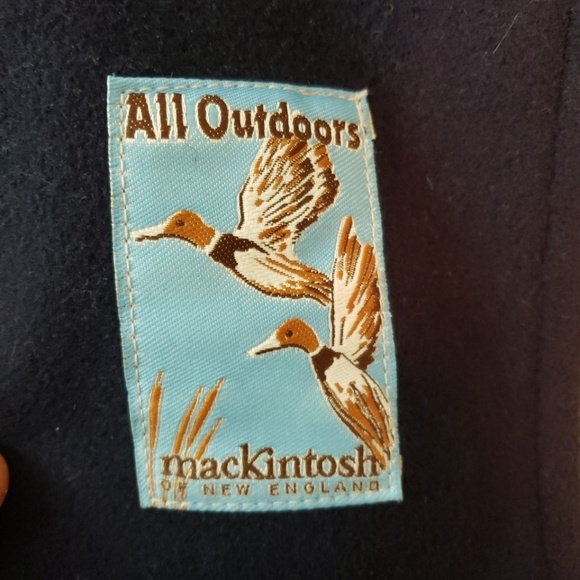 All Outdoors
mackintosh
OF NEW ENGLAND